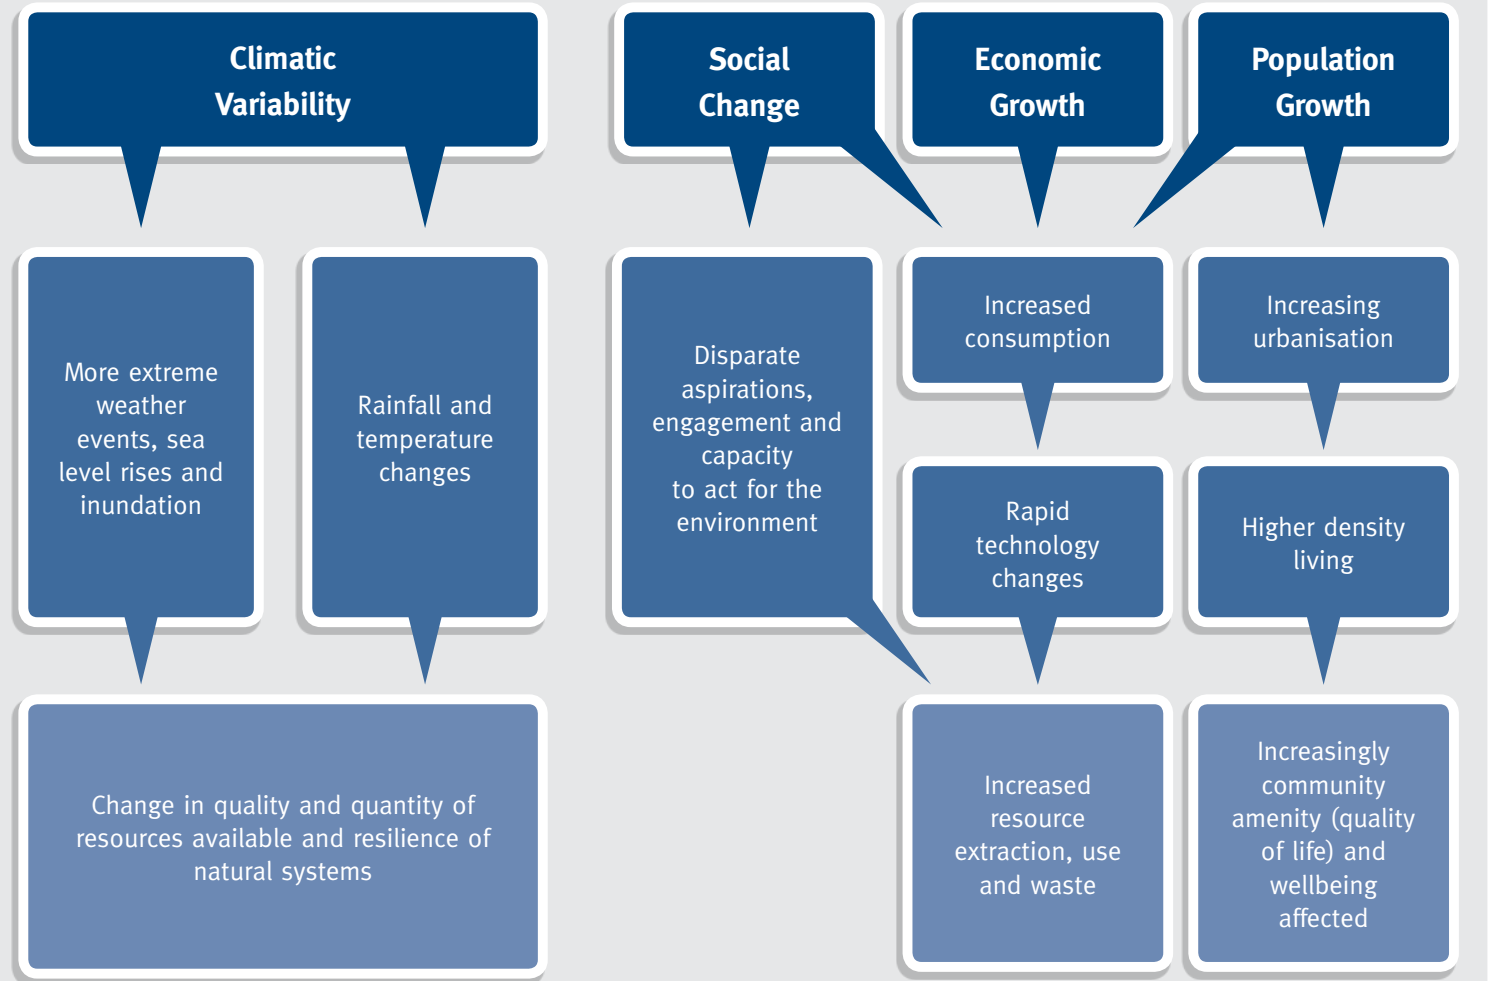 Climatic
Variability
Social
Change
Economic
Growth
Population
Growth
More extreme
weather
events, sea
level rises and
inundation
Rainfall and
temperature
changes
Disparate
aspirations,
engagement and
capacity
to act for the
environment
Increased
consumption
Increasing
urbanisation
Rapid
technology
changes
Higher density
living
Change in quality and quantity of
resources available and resilience of
natural systems
Increased
resource
extraction, use
and waste
Increasingly
community
amenity (quality
of life) and
wellbeing
affected